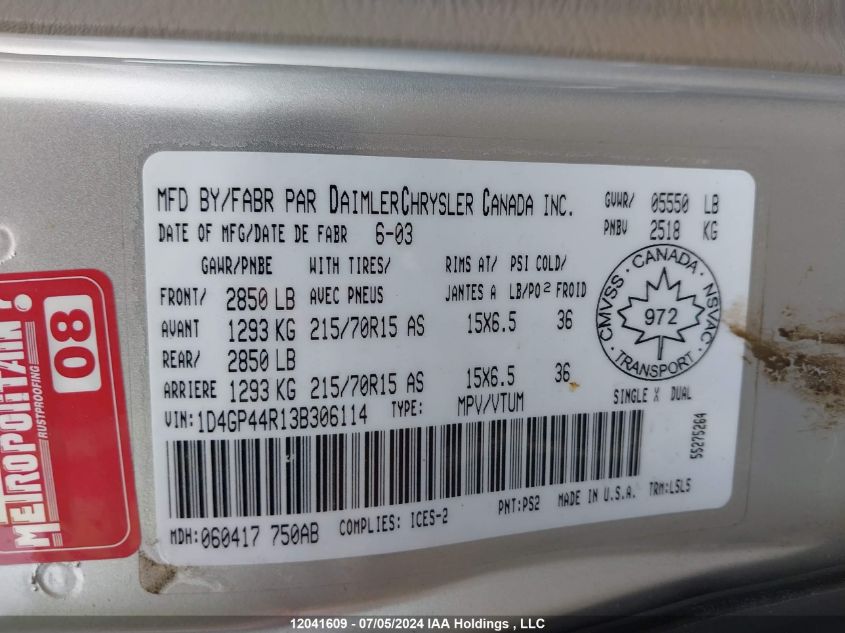 MFD BY/FABR PAR DAIMLERCHRYSLER CANADA INC.
GVWR/ 05550 LB
PNBV 2518 KG
DATE OF MFG/DATE DE FABR 6-03
GAWR/PNBE WITH TIRES/ RIMS AT/ PSI COLD/
FRONT/ 2850 LB AVEC PNEUS JANTES A LB/PO² FROID
AVANT 1293 KG 215/70R15 AS 15X6.5 36
REAR/ 2850 LB
ARRIERE 1293 KG 215/70R15 AS 15X6.5 36
CMVSS · CANADA · NSVAC
972
TRANSPORT
SINGLE X DUAL
VIN: 1D4GP44R13B306114 TYPE: MPV/VTUM
55275264
MDH: 060417 750AB COMPLIES: ICES-2 PNT: PS2 MADE IN U.S.A. TRM: L5L5
METROPOLITAIN
RUSTPROOFING
08
12041609 - 07/05/2024 IAA Holdings , LLC